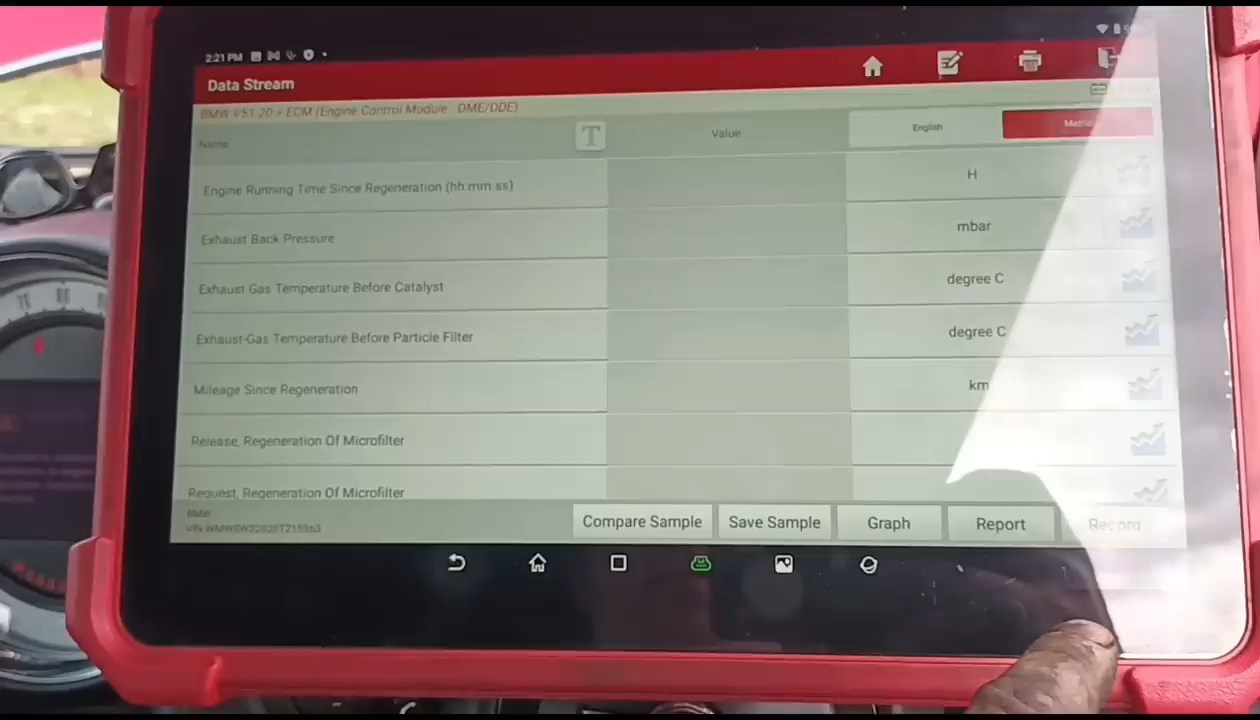 2:21 PM
Data Stream
BMW V51.20 > ECM (Engine Control Module : DME/DDE)
Name
T
Value
English
Metric
Engine Running Time Since Regeneration (hh mm ss)
H
Exhaust Back Pressure
mbar
Exhaust Gas Temperature Before Catalyst
degree C
Exhaust-Gas Temperature Before Particle Filter
degree C
Mileage Since Regeneration
km
Release, Regeneration Of Microfilter
Request, Regeneration Of Microfilter
BMW
VIN
Compare Sample
Save Sample
Graph
Report
Record